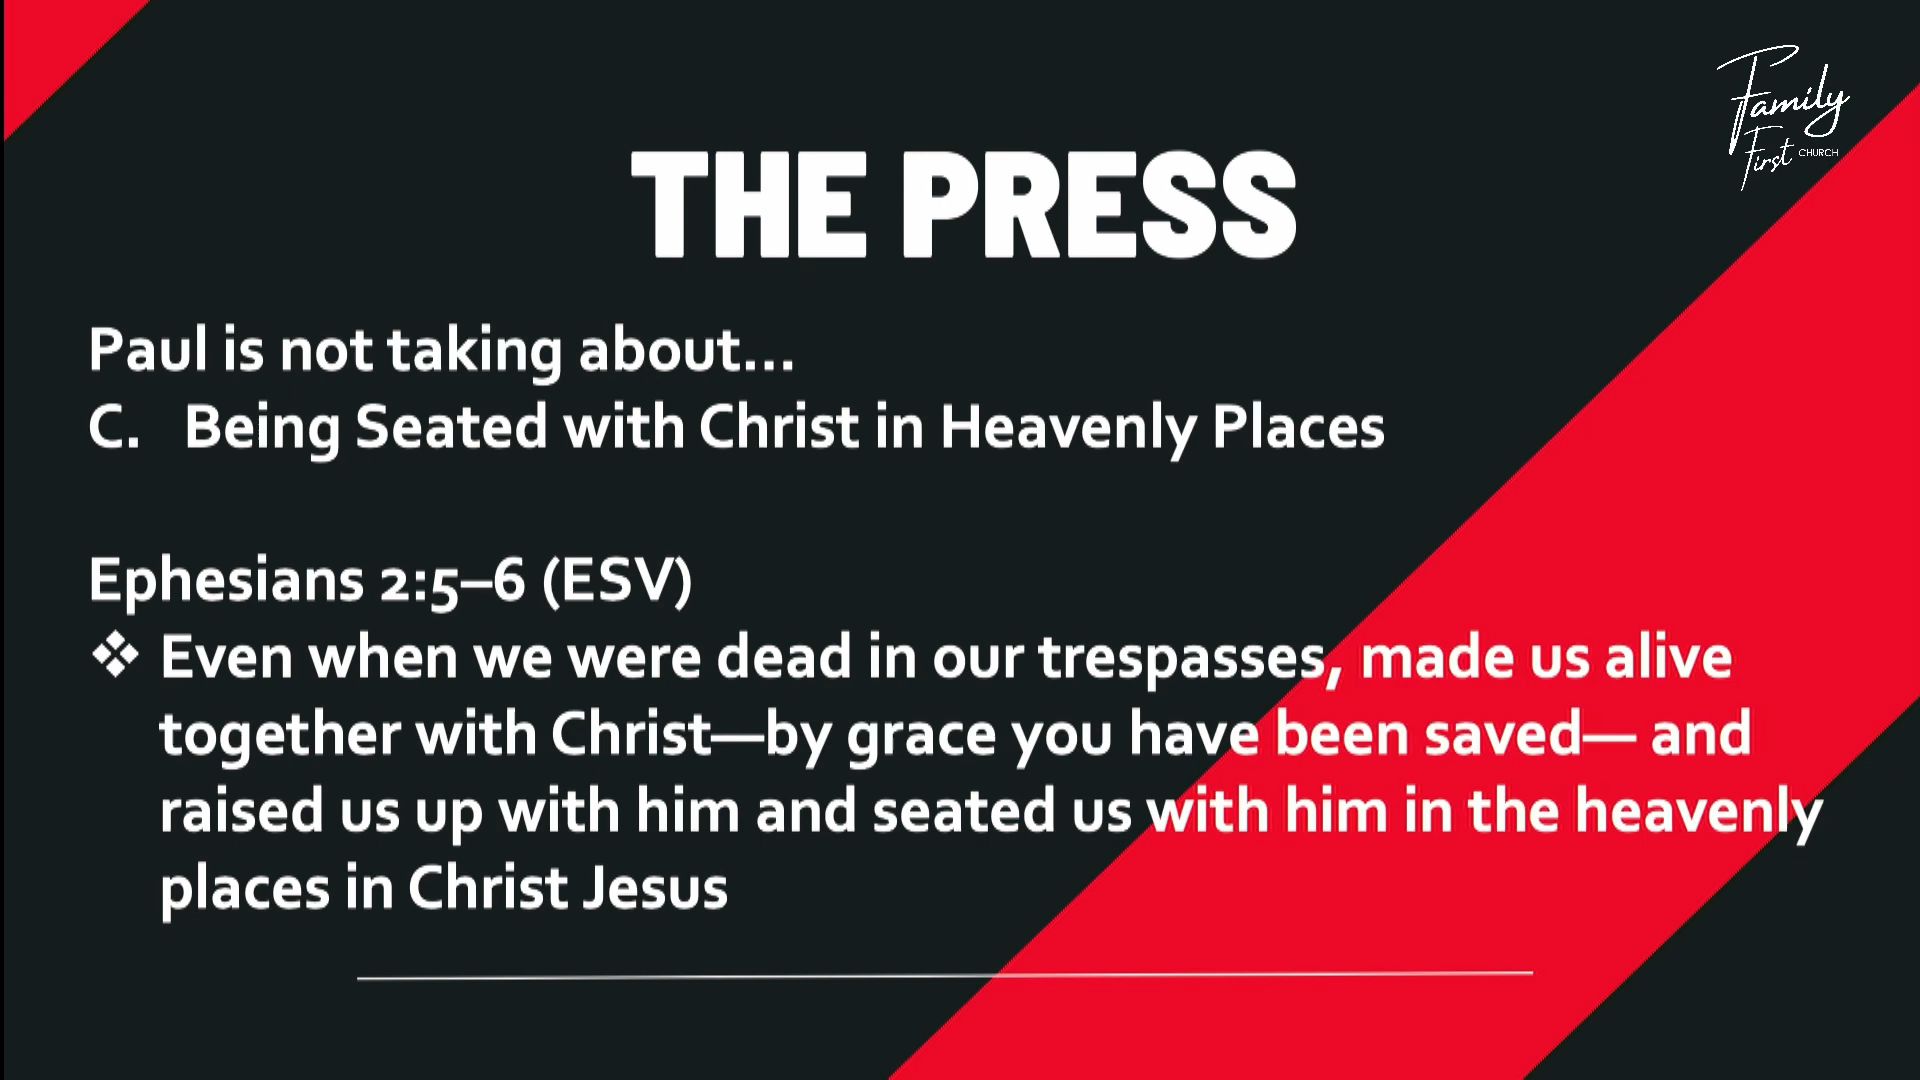 Family
First CHURCH
THE PRESS
Paul is not taking about...
C. Being Seated with Christ in Heavenly Places
Ephesians 2:5–6 (ESV)
❖ Even when we were dead in our trespasses, made us alive
together with Christ—by grace you have been saved— and
raised us up with him and seated us with him in the heavenly
places in Christ Jesus